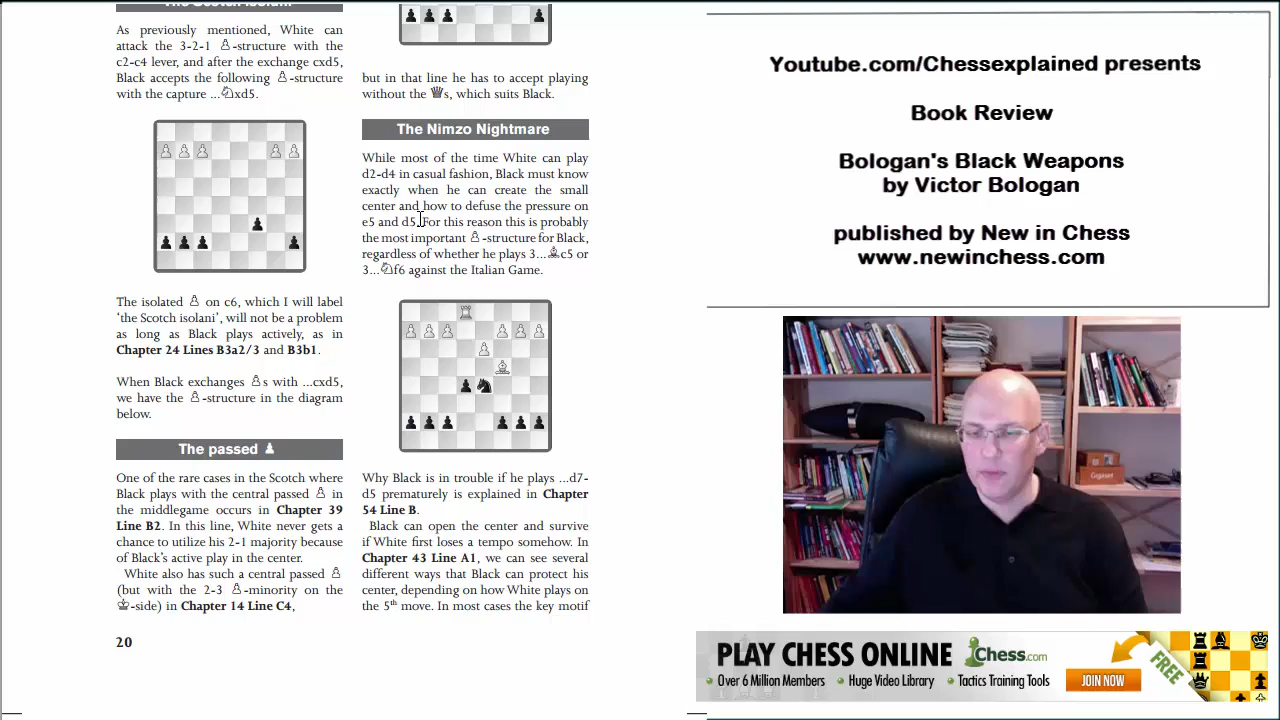 The Scotch Isolani
As previously mentioned, White can
attack the 3-2-1 ♙-structure with the
c2-c4 lever, and after the exchange cxd5,
Black accepts the following ♙-structure
with the capture ...♘xd5.
The isolated ♙ on c6, which I will label
'the Scotch isolani', will not be a problem
as long as Black plays actively, as in
Chapter 24 Lines B3a2/3 and B3b1.
When Black exchanges ♙s with ...cxd5,
we have the ♙-structure in the diagram
below.
The passed ♟
One of the rare cases in the Scotch where
Black plays with the central passed ♙ in
the middlegame occurs in Chapter 39
Line B2. In this line, White never gets a
chance to utilize his 2-1 majority because
of Black's active play in the center.
White also has such a central passed ♙
(but with the 2-3 ♙-minority on the
♔-side) in Chapter 14 Line C4,
20
but in that line he has to accept playing
without the ♕s, which suits Black.
The Nimzo Nightmare
While most of the time White can play
d2-d4 in casual fashion, Black must know
exactly when he can create the small
center and how to defuse the pressure on
e5 and d5. For this reason this is probably
the most important ♙-structure for Black,
regardless of whether he plays 3...♗c5 or
3...♘f6 against the Italian Game.
Why Black is in trouble if he plays ...d7-
d5 prematurely is explained in Chapter
54 Line B.
Black can open the center and survive
if White first loses a tempo somehow. In
Chapter 43 Line A1, we can see several
different ways that Black can protect his
center, depending on how White plays on
the 5th move. In most cases the key motif
Youtube.com/Chessexplained presents
Book Review
Bologan's Black Weapons
by Victor Bologan
published by New in Chess
www.newinchess.com
Gigaset
PLAY CHESS ONLINE
Chess.com
Over 6 Million Members
Huge Video Library
Tactics Training Tools
JOIN NOW
FREE